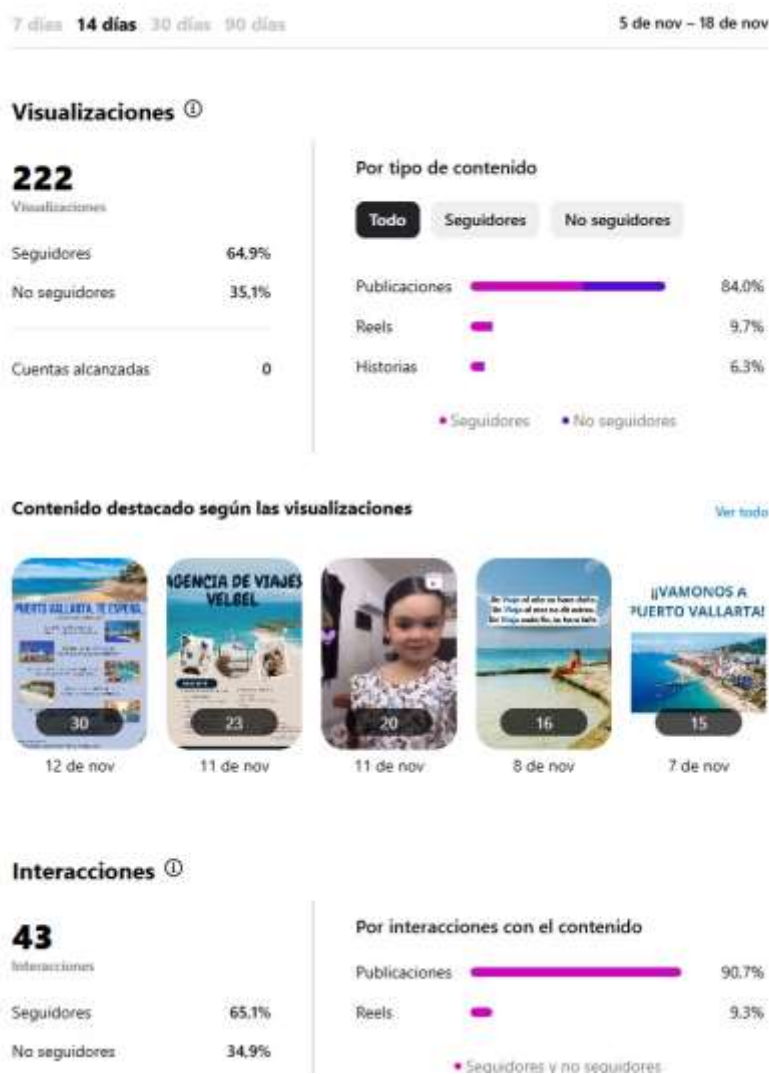 7 días 14 días 30 días 90 días
5 de nov – 18 de nov
Visualizaciones
222
Visualizaciones
Seguidores 64,9%
No seguidores 35,1%
Cuentas alcanzadas 0
Por tipo de contenido
Todo Seguidores No seguidores
Publicaciones 84.0%
Reels 9.7%
Historias 6.3%
Seguidores No seguidores
Contenido destacado según las visualizaciones
Ver todo
PUERTO VALLARTA, TE ESPERA
30
12 de nov
AGENCIA DE VIAJES
VELBEL
23
11 de nov
20
11 de nov
16
8 de nov
¡¡VAMONOS A
PUERTO VALLARTA!
15
7 de nov
Interacciones
43
Interacciones
Seguidores 65,1%
No seguidores 34,9%
Por interacciones con el contenido
Publicaciones 90.7%
Reels 9.3%
Seguidores y no seguidores